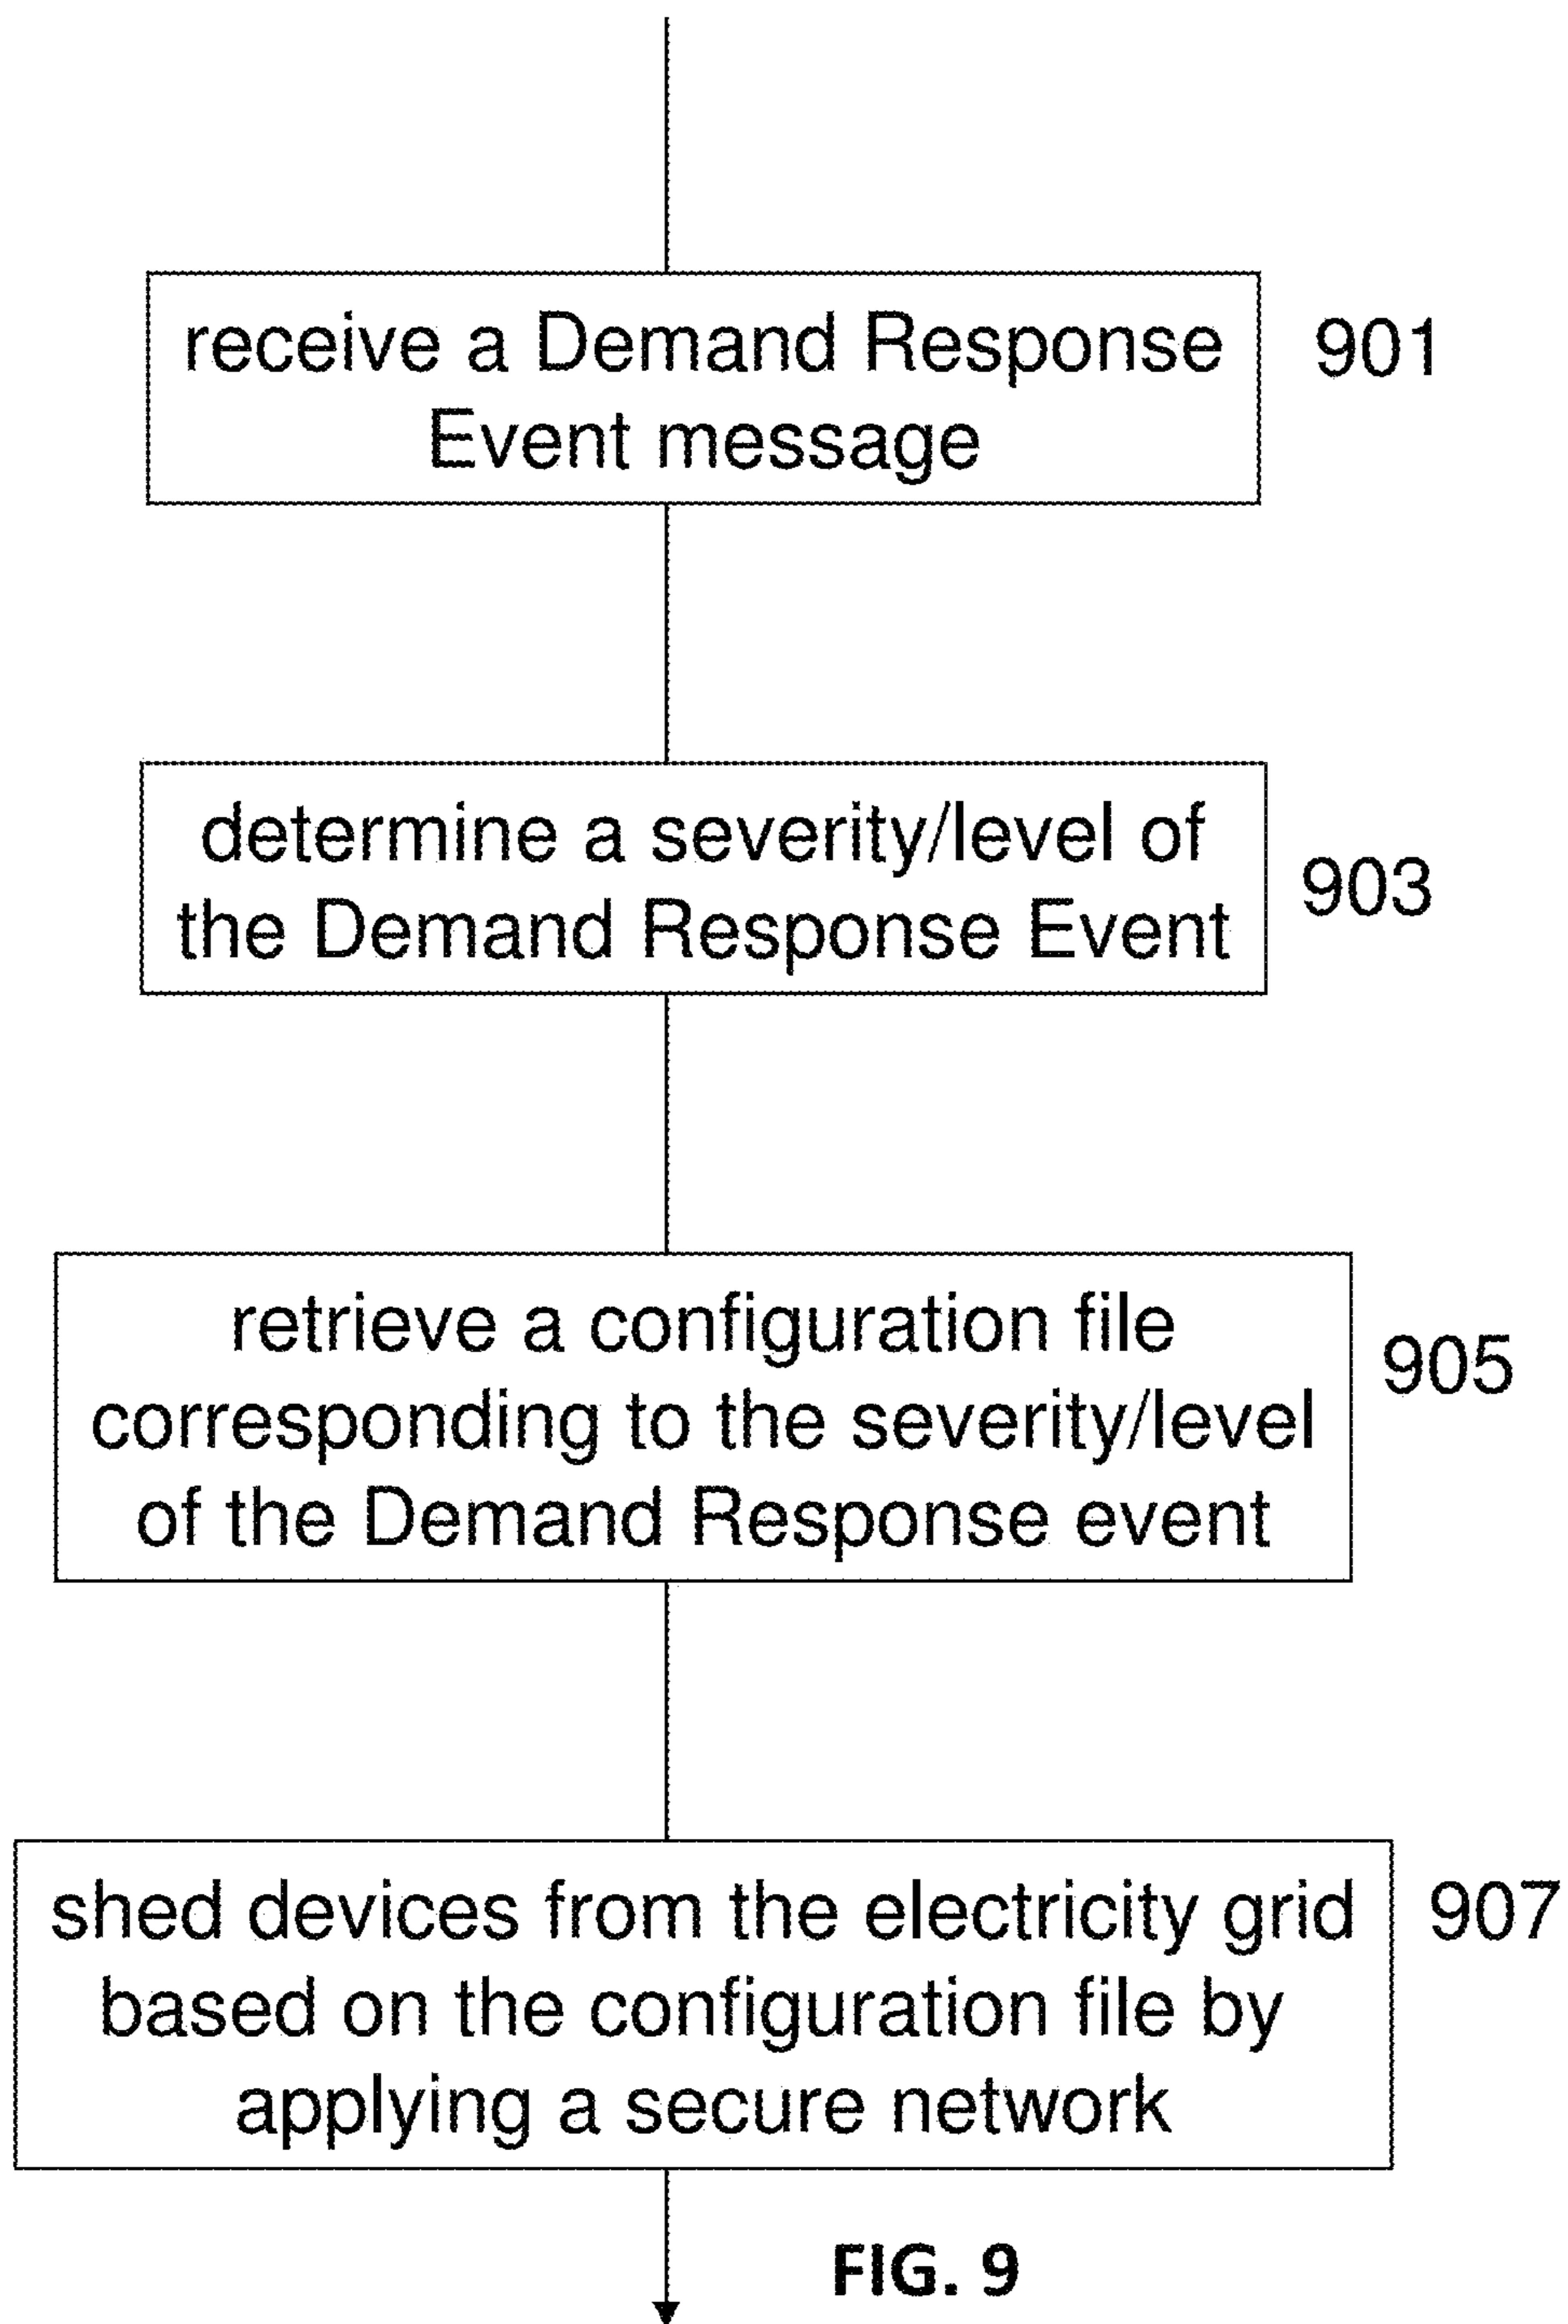 receive a Demand Response
Event message
901
determine a severity/level of
the Demand Response Event
903
retrieve a configuration file
corresponding to the severity/level
of the Demand Response event
905
shed devices from the electricity grid
based on the configuration file by
applying a secure network
907
FIG. 9